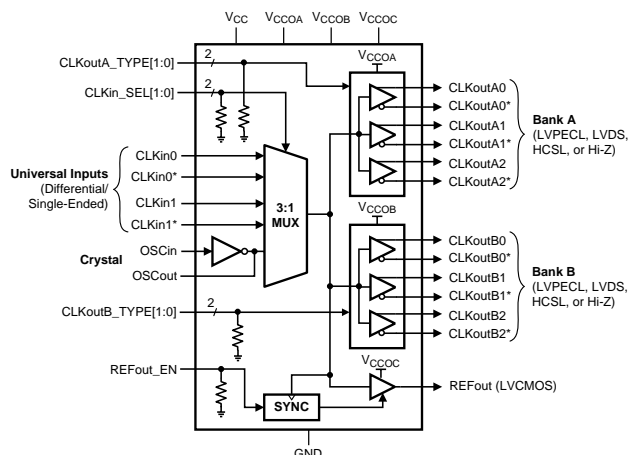 VCC VCCOA VCCOB VCCOC
CLKoutA_TYPE[1:0]
2
CLKin_SEL[1:0]
2
VCCOA
CLKoutA0
CLKoutA0*
CLKoutA1
CLKoutA1*
CLKoutA2
CLKoutA2*
Bank A
(LVPECL, LVDS,
HCSL, or Hi-Z)
Universal Inputs
(Differential/
Single-Ended)
CLKin0
CLKin0*
CLKin1
CLKin1*
3:1
MUX
Crystal
OSCin
OSCout
VCCOB
CLKoutB0
CLKoutB0*
CLKoutB1
CLKoutB1*
CLKoutB2
CLKoutB2*
Bank B
(LVPECL, LVDS,
HCSL, or Hi-Z)
CLKoutB_TYPE[1:0]
2
REFout_EN
SYNC
VCCOC
REFout (LVCMOS)
GND